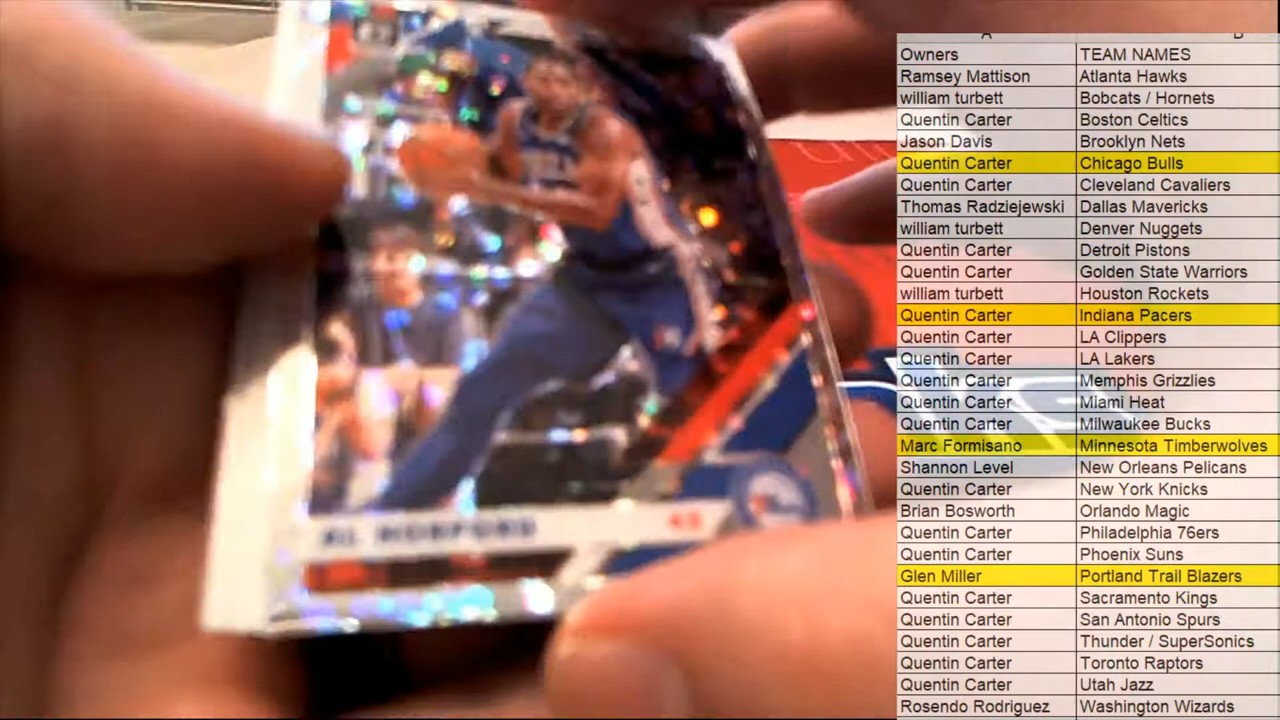 A B
Owners TEAM NAMES
Ramsey Mattison Atlanta Hawks
william turbett Bobcats / Hornets
Quentin Carter Boston Celtics
Jason Davis Brooklyn Nets
Quentin Carter Chicago Bulls
Quentin Carter Cleveland Cavaliers
Thomas Radziejewski Dallas Mavericks
william turbett Denver Nuggets
Quentin Carter Detroit Pistons
Quentin Carter Golden State Warriors
william turbett Houston Rockets
Quentin Carter Indiana Pacers
Quentin Carter LA Clippers
Quentin Carter LA Lakers
Quentin Carter Memphis Grizzlies
Quentin Carter Miami Heat
Quentin Carter Milwaukee Bucks
Marc Formisano Minnesota Timberwolves
Shannon Level New Orleans Pelicans
Quentin Carter New York Knicks
Brian Bosworth Orlando Magic
Quentin Carter Philadelphia 76ers
Quentin Carter Phoenix Suns
Glen Miller Portland Trail Blazers
Quentin Carter Sacramento Kings
Quentin Carter San Antonio Spurs
Quentin Carter Thunder / SuperSonics
Quentin Carter Toronto Raptors
Quentin Carter Utah Jazz
Rosendo Rodriguez Washington Wizards
AL HORFORD 42